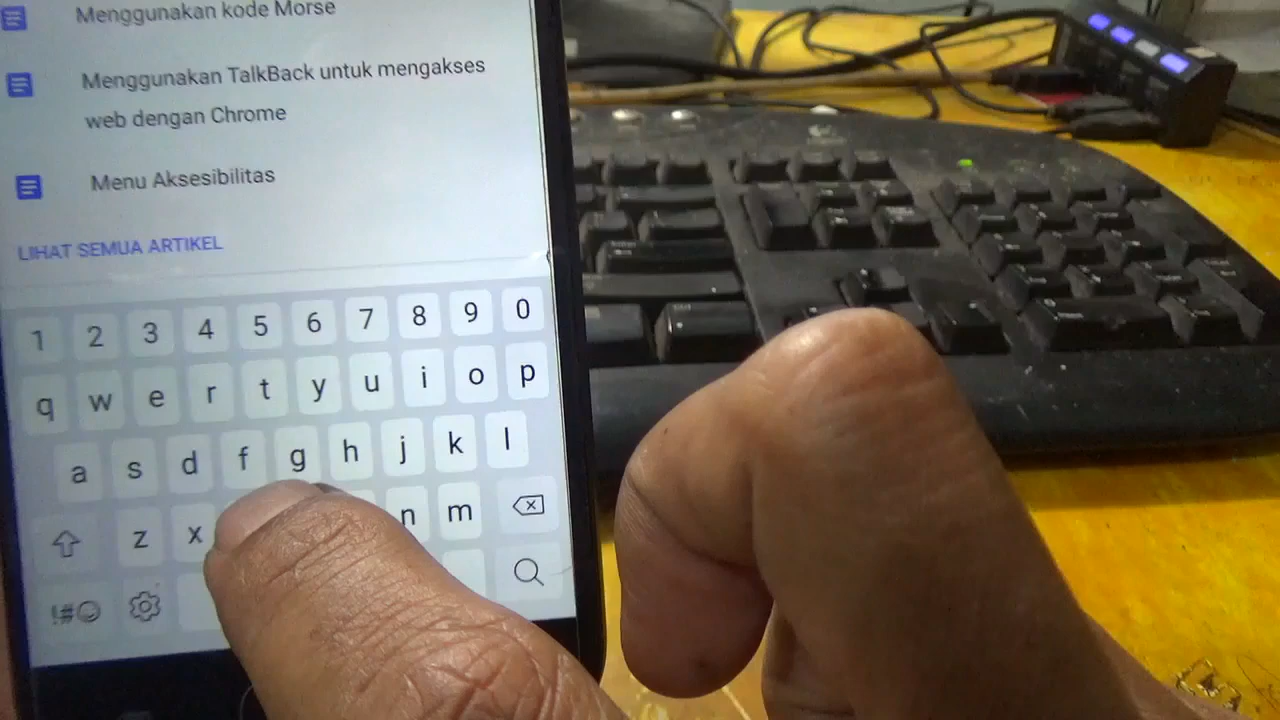 Menggunakan kode Morse
Menggunakan TalkBack untuk mengakses
web dengan Chrome
Menu Aksesibilitas
LIHAT SEMUA ARTIKEL
1 2 3 4 5 6 7 8 9 0
q w e r t y u i o p
a s d f g h j k l
z x n m
!#☺